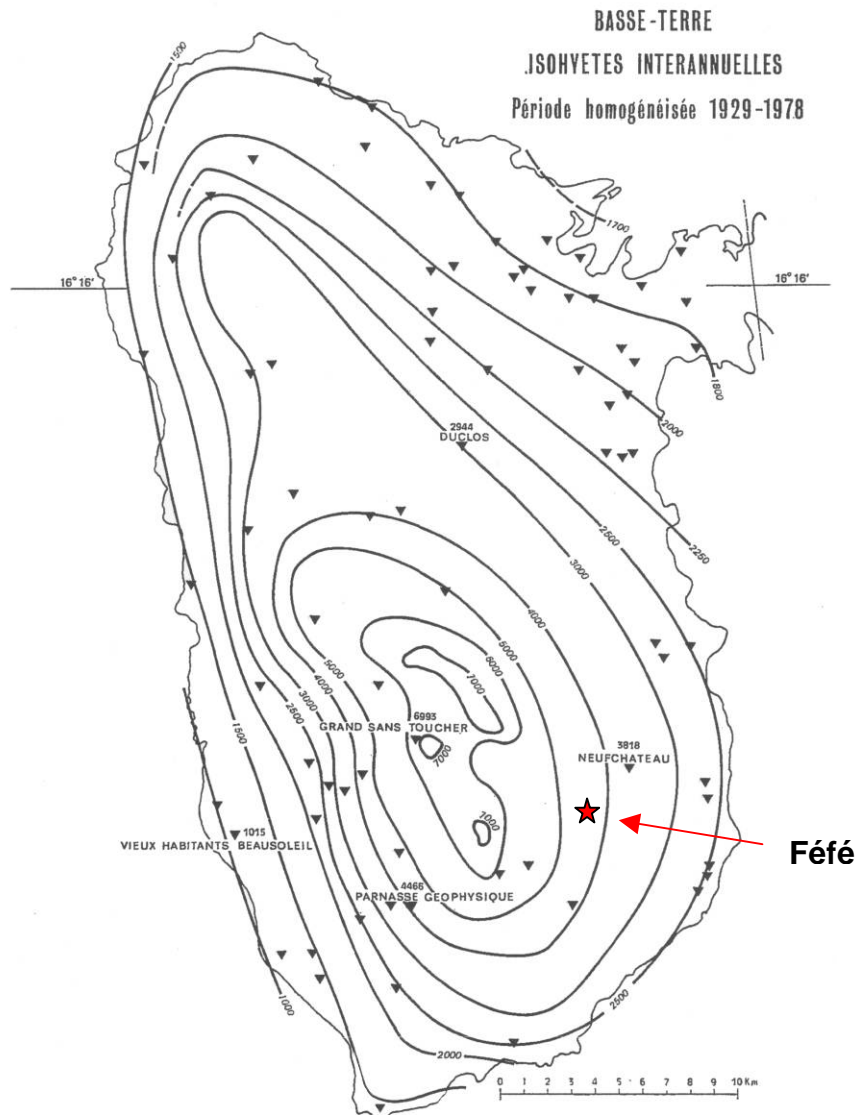 BASSE-TERRE
.ISOHYETES INTERANNUELLES
Période homogénéisée 1929-1978
1500
1700
16° 16'
16° 16'
1800
2000
2944
DUCLOS
2500
2250
3000
4000
5000
6000
7000
5000
4000
6993
GRAND SANS TOUCHER
3000
7000
2500
3818
NEUFCHATEAU
1500
7000
1015
VIEUX HABITANTS BEAUSOLEIL
Féfé
4466
PARNASSE GEOPHYSIQUE
1000
2500
2000
0 1 2 3 4 5 6 7 8 9 10 Km